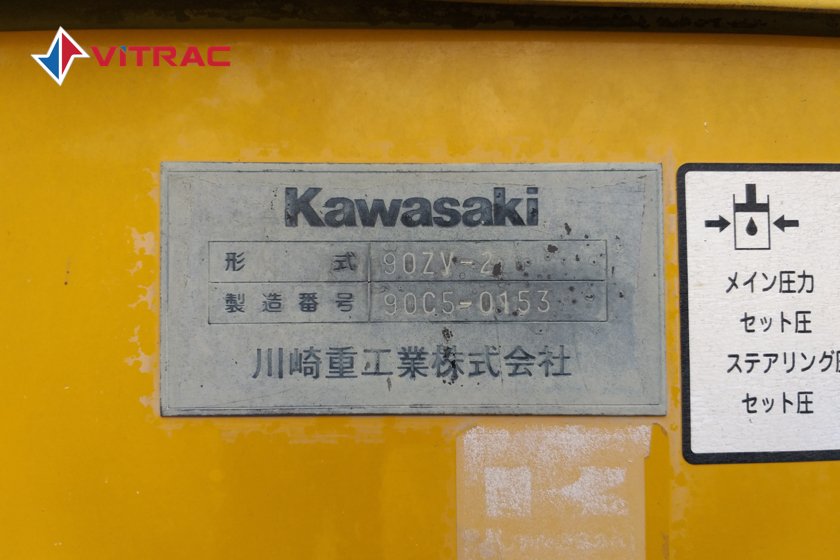 ViTRAC
Kawasaki
形 式 90ZV-2
製造番号 90C5-0153
川崎重工業株式会社
メイン圧力
セット圧
ステアリング圧
セット圧